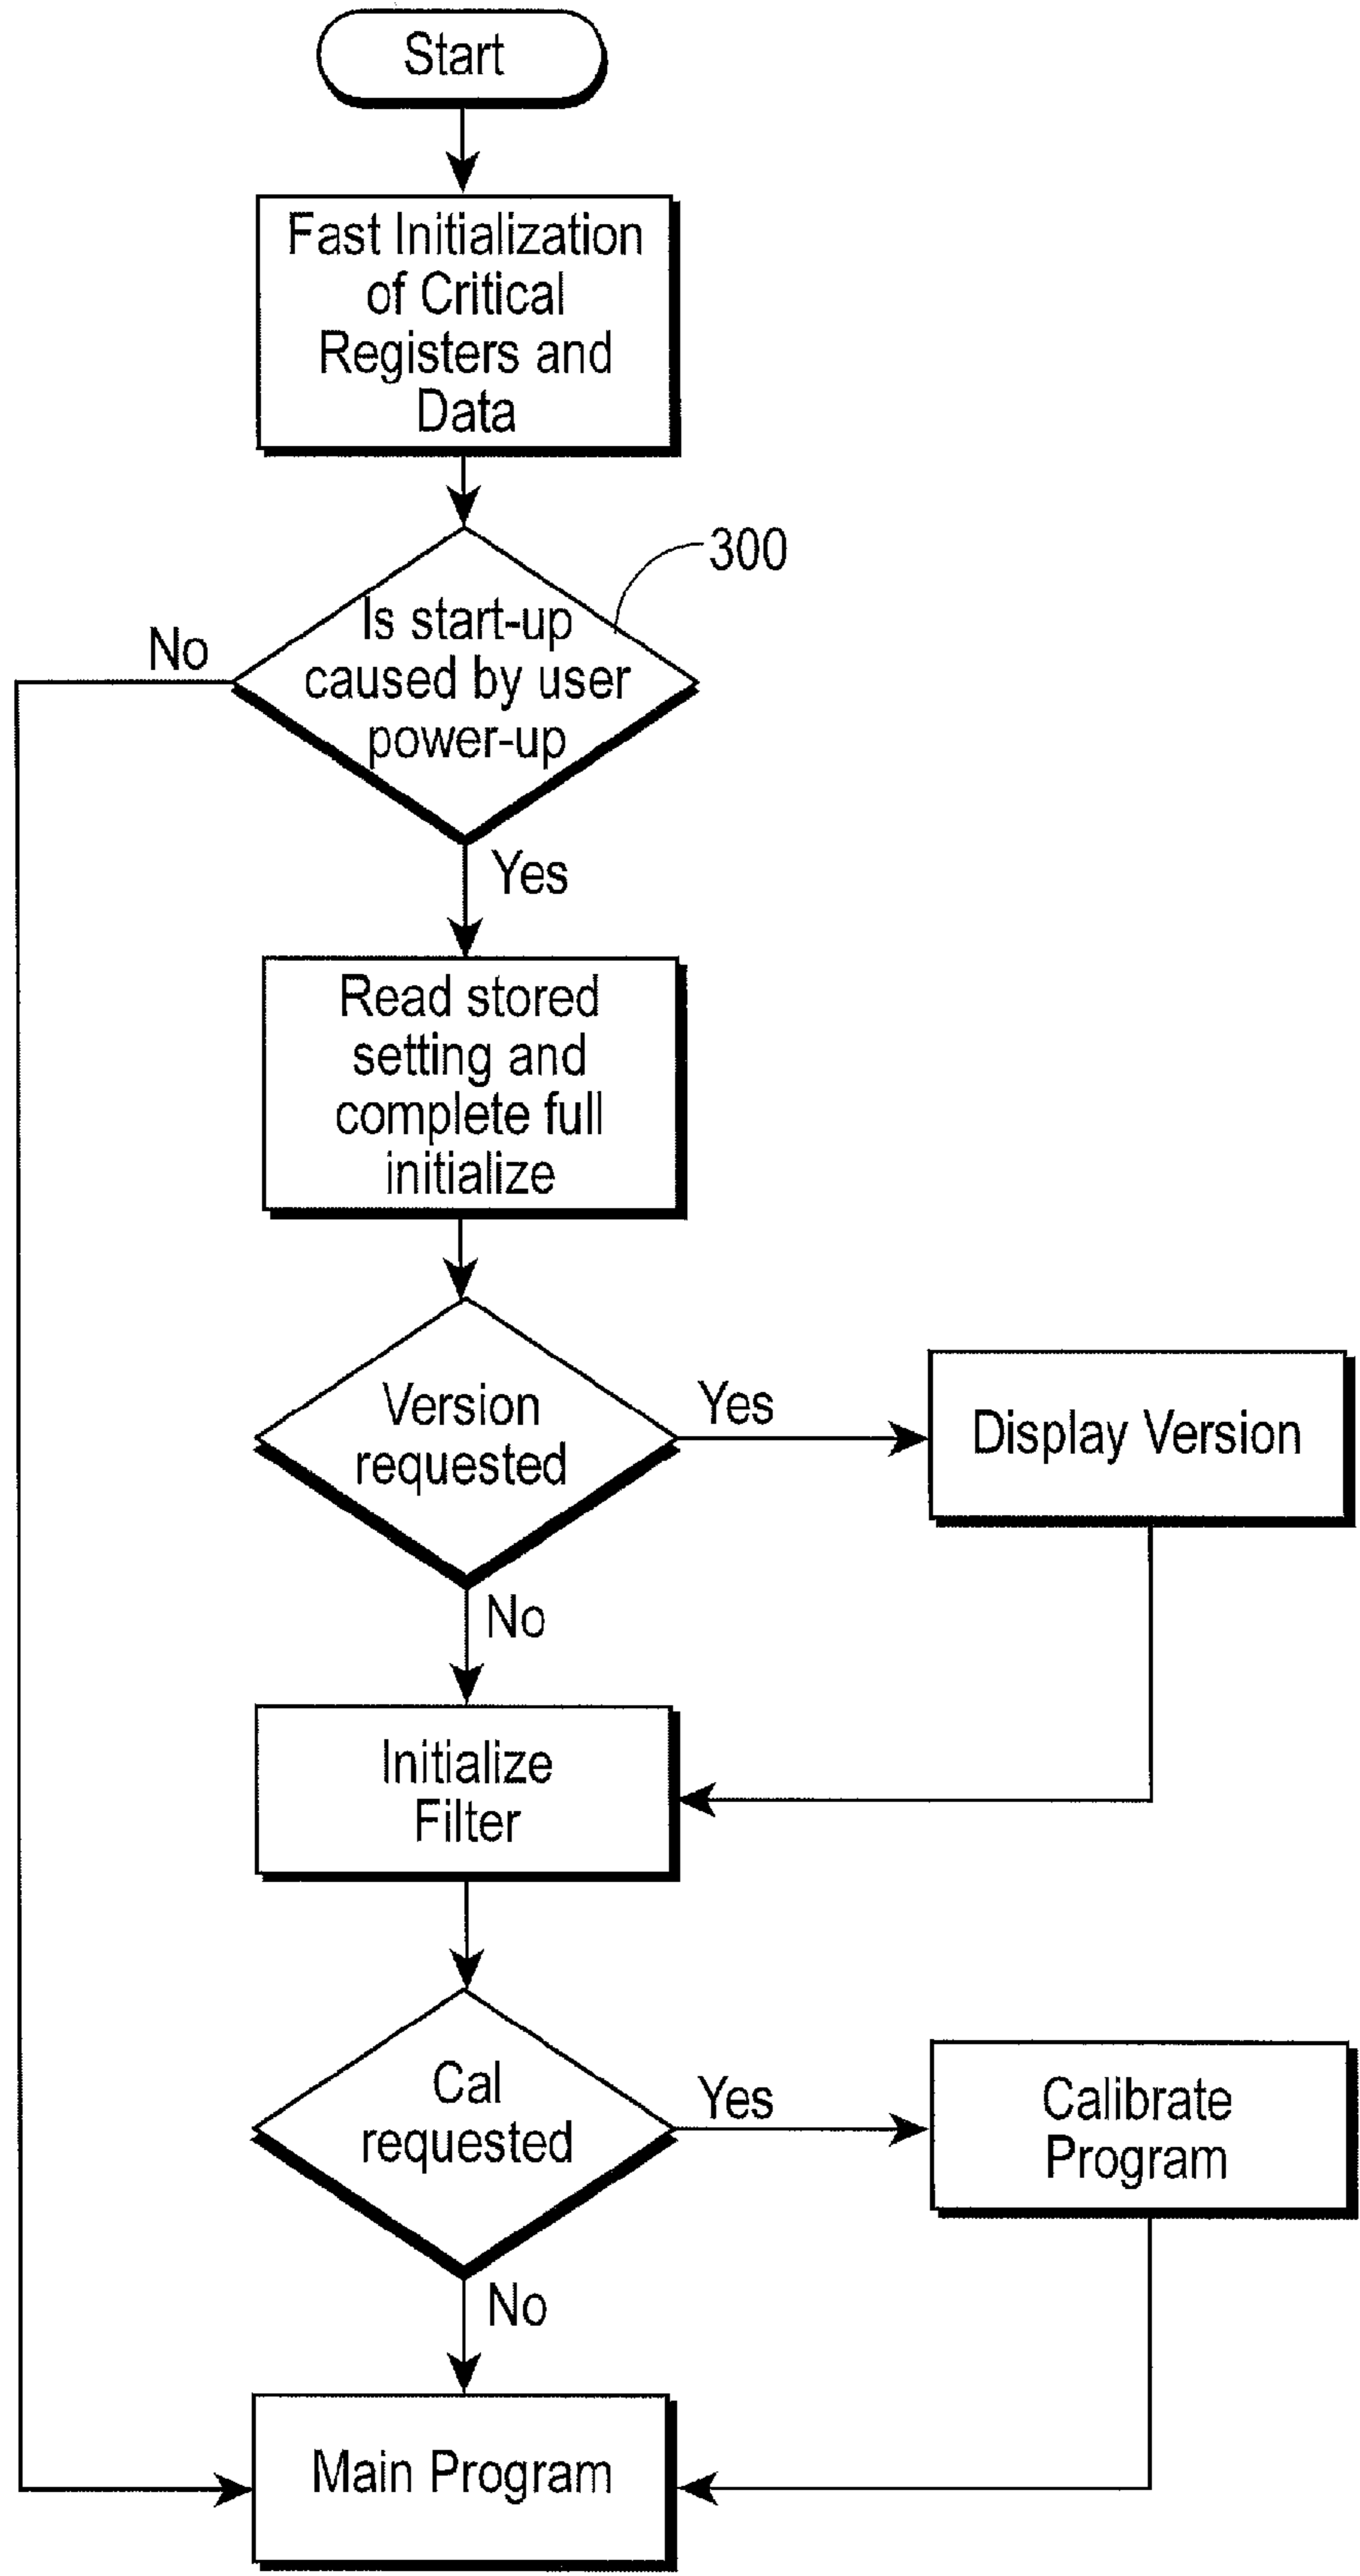 Start
Fast Initialization
of Critical
Registers and
Data
300
Is start-up
caused by user
power-up
No
Yes
Read stored
setting and
complete full
initialize
Version
requested
Yes
Display Version
No
Initialize
Filter
Cal
requested
Yes
Calibrate
Program
No
Main Program